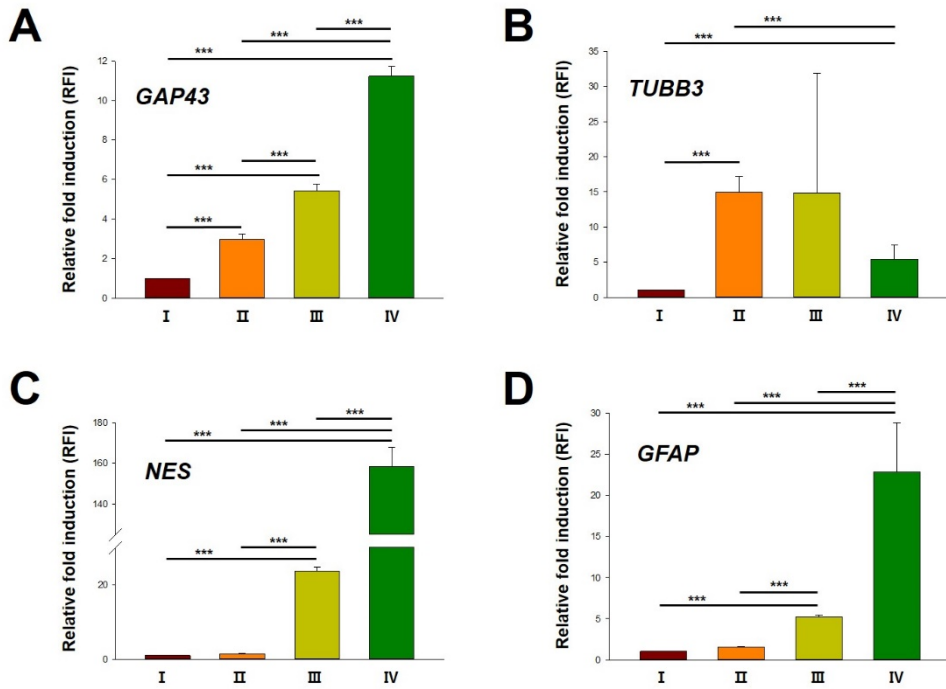 A
B
***
***
***
Relative fold induction (RFI)
12
10
8
6
4
2
0
GAP43
***
***
***
I II III IV
***
***
Relative fold induction (RFI)
35
30
25
20
15
10
5
0
TUBB3
***
I II III IV
C
D
***
***
***
Relative fold induction (RFI)
180
160
140
20
NES
***
***
I II III IV
***
***
***
Relative fold induction (RFI)
30
25
20
15
10
5
0
GFAP
***
***
I II III IV